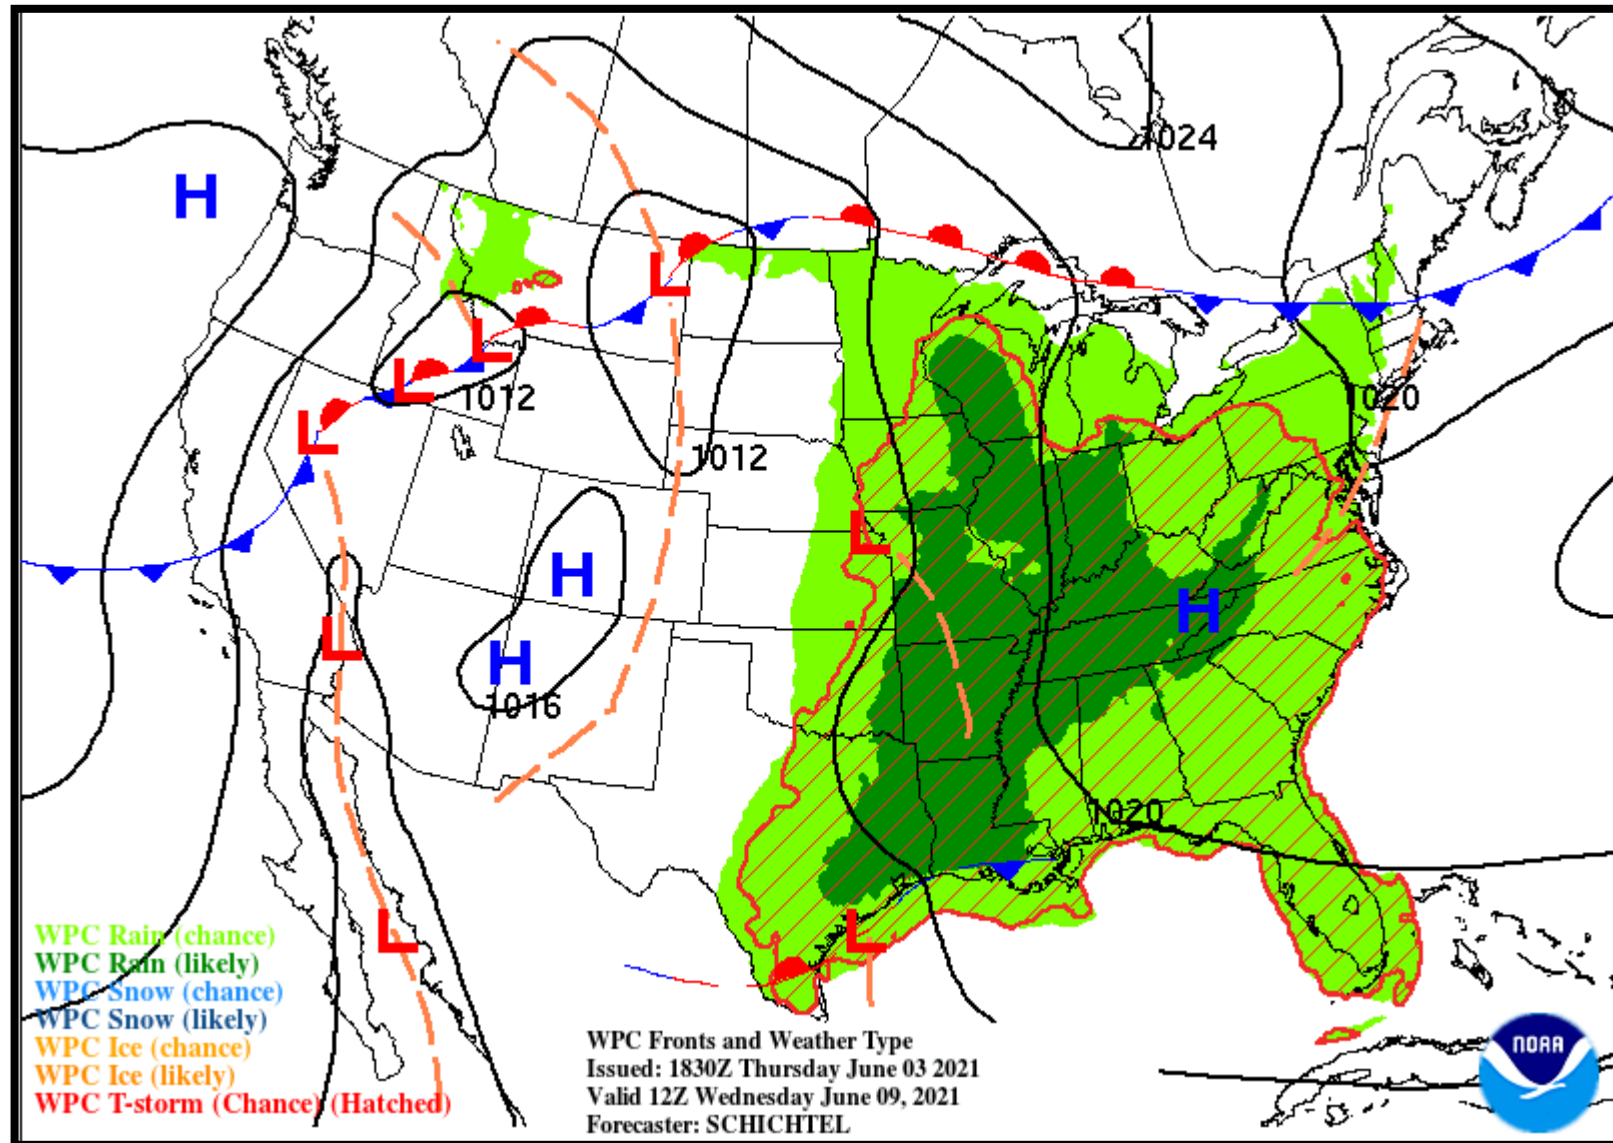 1024
H
L
L
L
L
1012
1020
1012
L
H
H
L
H
1016
1020
L
L
WPC Rain (chance)
WPC Rain (likely)
WPC Snow (chance)
WPC Snow (likely)
WPC Ice (chance)
WPC Ice (likely)
WPC T-storm (Chance) (Hatched)
WPC Fronts and Weather Type
Issued: 1830Z Thursday June 03 2021
Valid 12Z Wednesday June 09, 2021
Forecaster: SCHICHTEL
NOAA